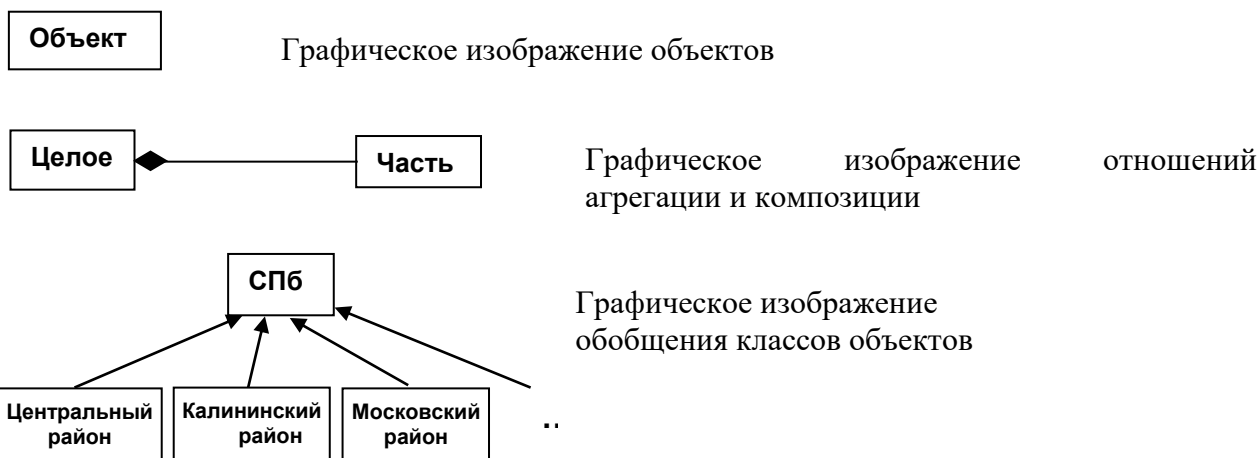 Объект
Графическое изображение объектов
Целое
Часть
Графическое изображение отношений
агрегации и композиции
СПб
Графическое изображение
обобщения классов объектов
Центральный
район
Калининский
район
Московский
район
..